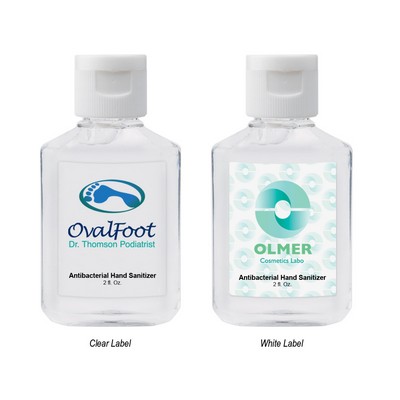 OvalFoot
Dr. Thomson Podiatrist
Antibacterial Hand Sanitizer
2 fl. Oz.
Clear Label
OLMER
Cosmetics Labo
Antibacterial Hand Sanitizer
2 fl. Oz.
White Label